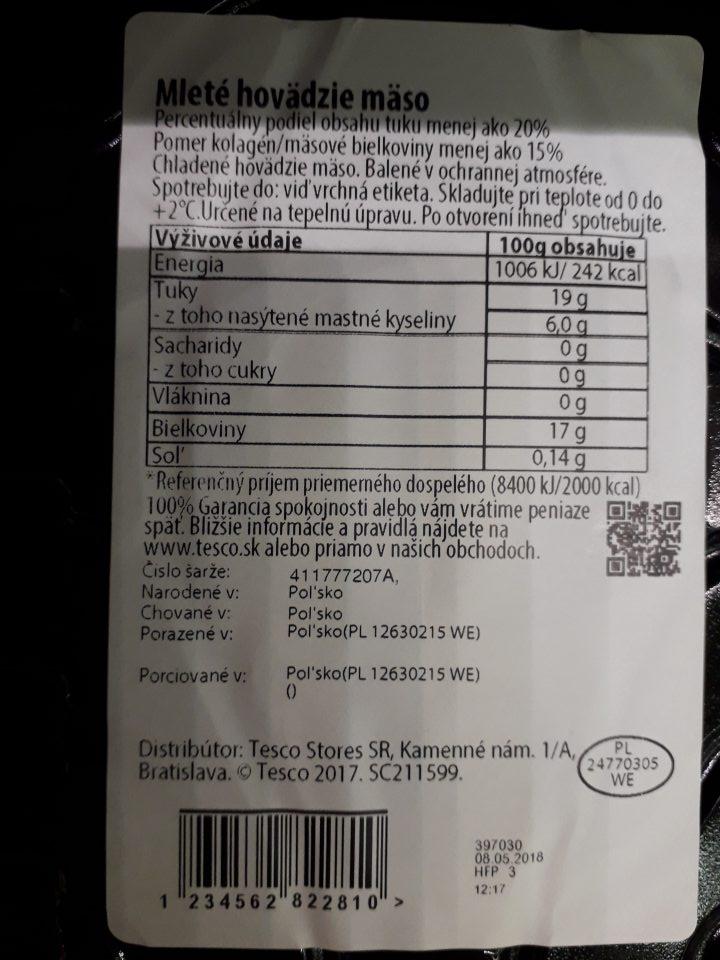 Mleté hovädzie mäso
Percentuálny podiel obsahu tuku menej ako 20%
Pomer kolagén/mäsové bielkoviny menej ako 15%
Chladené hovädzie mäso. Balené v ochrannej atmosfére.
Spotrebujte do: viď vrchná etiketa. Skladujte pri teplote od 0 do
+2°C.Určené na tepelnú úpravu. Po otvorení ihneď spotrebujte.
Výživové údaje 100g obsahuje
Energia 1006 kJ/ 242 kcal
Tuky 19 g
- z toho nasýtené mastné kyseliny 6,0 g
Sacharidy 0 g
- z toho cukry 0 g
Vláknina 0 g
Bielkoviny 17 g
Soľ 0,14 g
*Referenčný príjem priemerného dospelého (8400 kJ/2000 kcal)
100% Garancia spokojnosti alebo vám vrátime peniaze
späť. Bližšie informácie a pravidlá nájdete na
www.tesco.sk alebo priamo v našich obchodoch.
Číslo šarže: 411777207A,
Narodené v: Poľsko
Chované v: Poľsko
Porazené v: Poľsko(PL 12630215 WE)
Porciované v: Poľsko(PL 12630215 WE)
()
Distribútor: Tesco Stores SR, Kamenné nám. 1/A,
Bratislava. © Tesco 2017. SC211599.
PL
24770305
WE
397030
08.05.2018
HFP 3
12:17
1 234562 822810 >